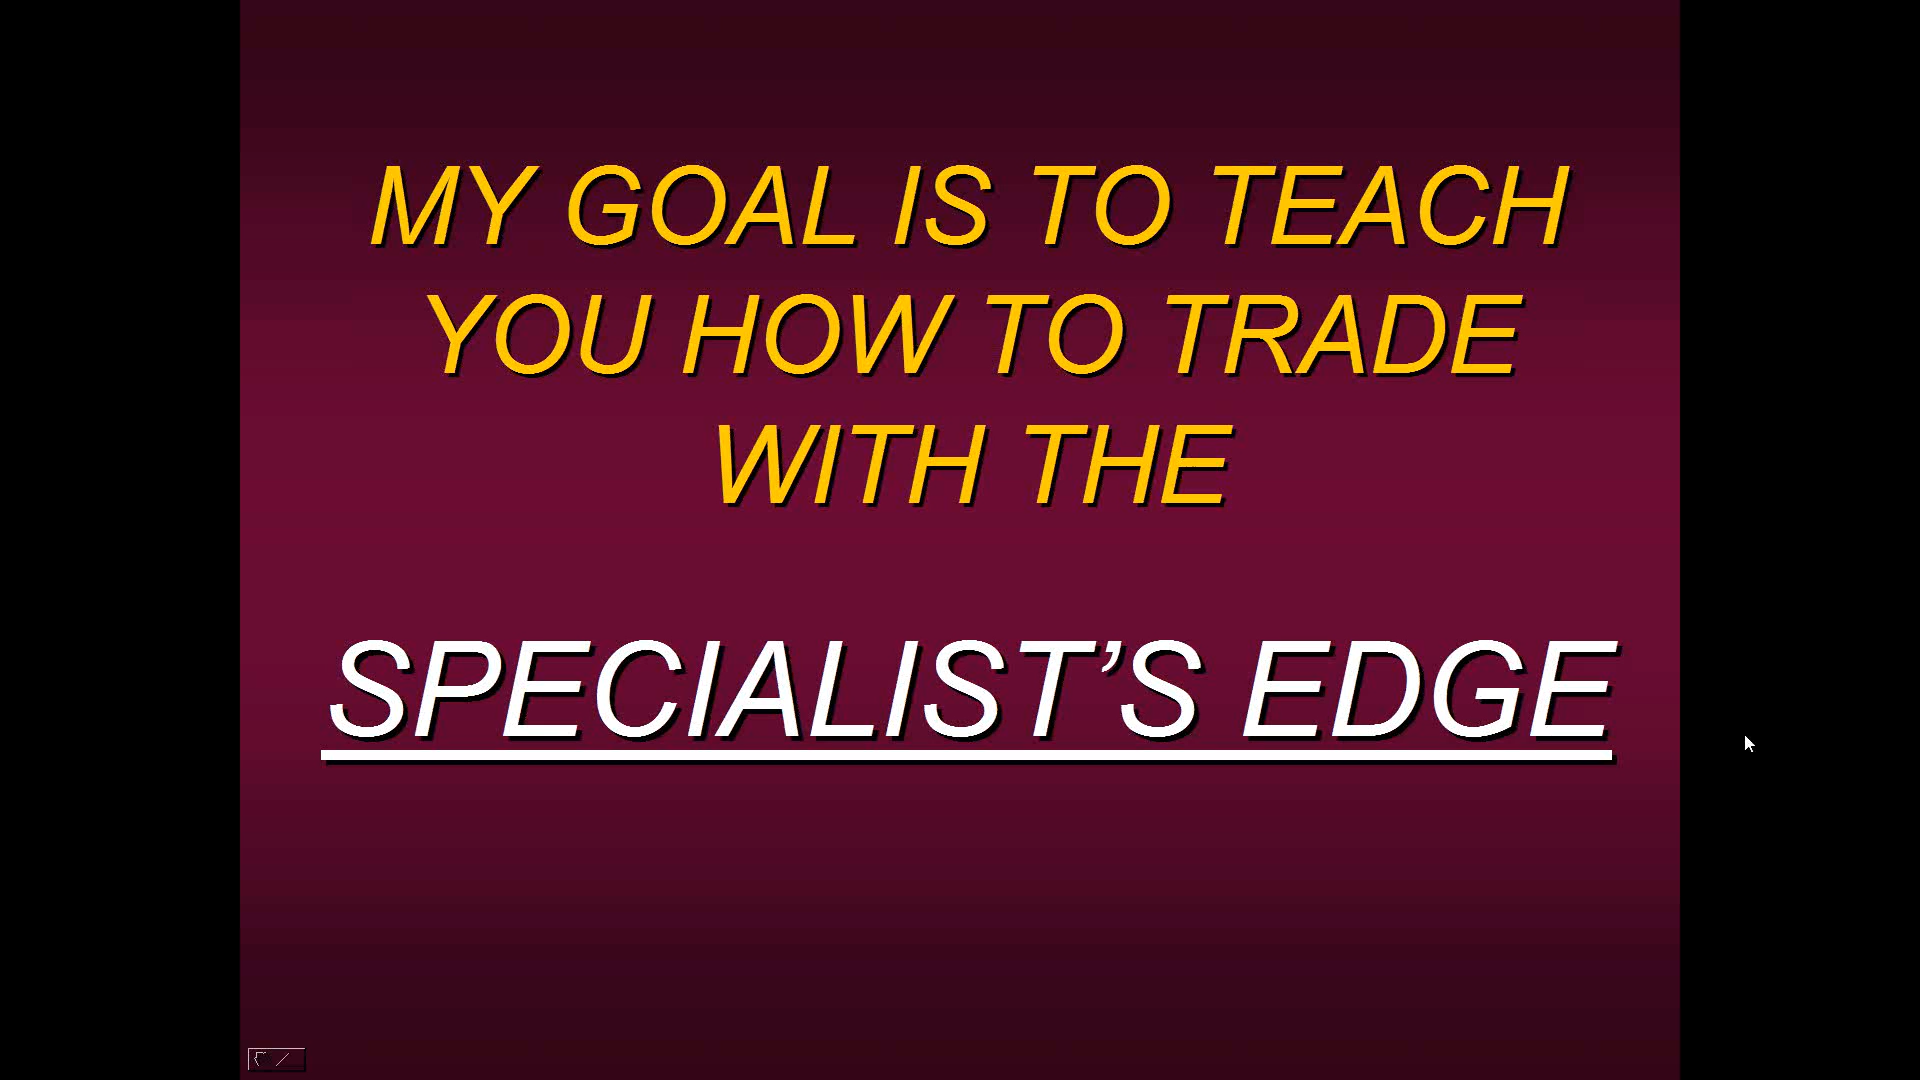 MY GOAL IS TO TEACH
YOU HOW TO TRADE
WITH THE
SPECIALIST’S EDGE